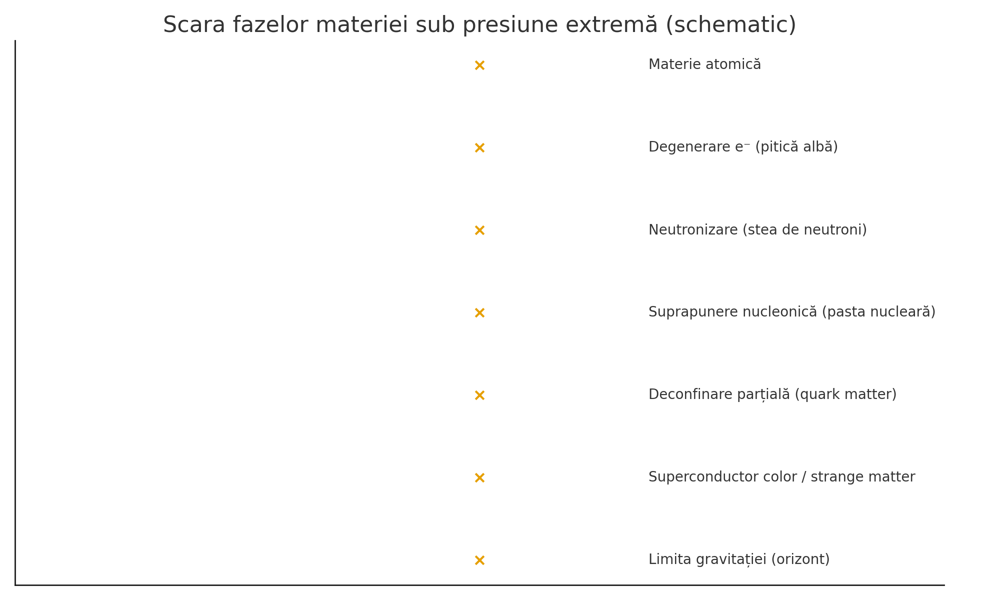 Scara fazelor materiei sub presiune extremă (schematic)
Materie atomică
Degenerare e⁻ (pitică albă)
Neutronizare (stea de neutroni)
Suprapunere nucleonică (pasta nucleară)
Deconfinare parțială (quark matter)
Superconductor color / strange matter
Limita gravitației (orizont)